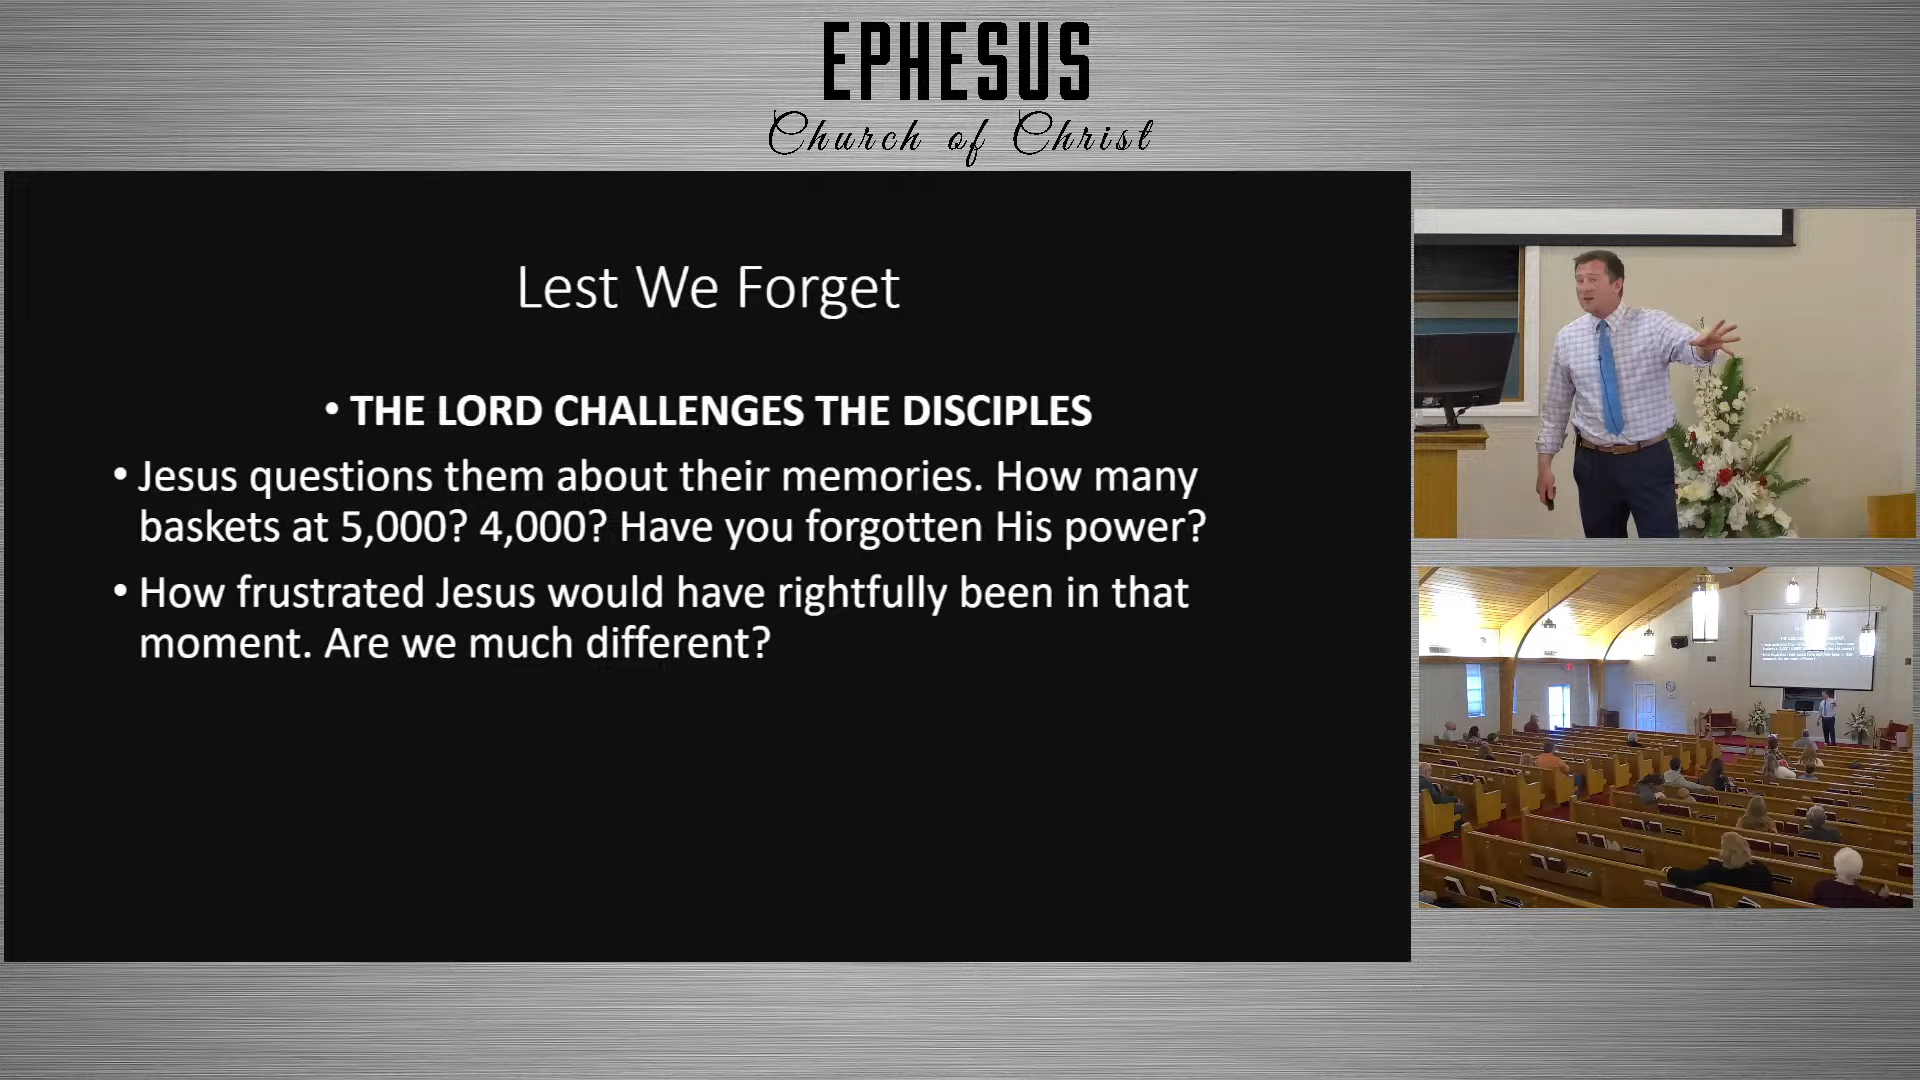 EPHESUS
Church of Christ
Lest We Forget
• THE LORD CHALLENGES THE DISCIPLES
• Jesus questions them about their memories. How many
baskets at 5,000? 4,000? Have you forgotten His power?
• How frustrated Jesus would have rightfully been in that
moment. Are we much different?